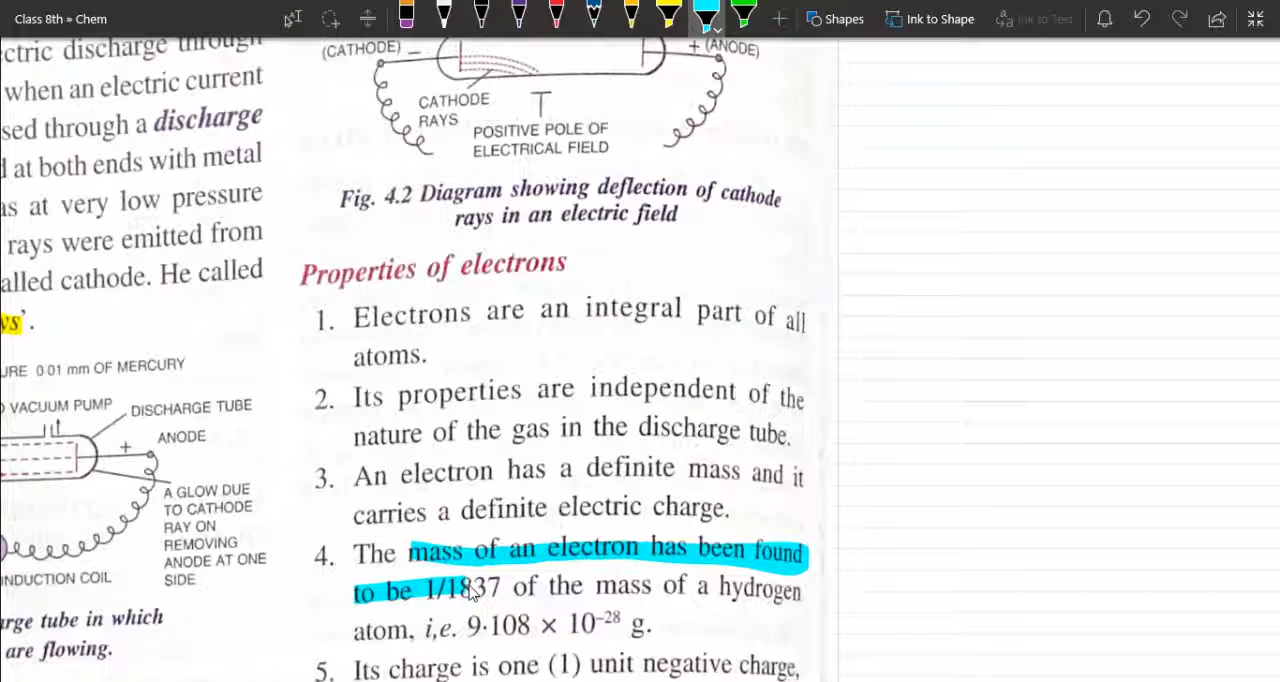 Class 8th » Chem
Shapes
Ink to Shape
Ink to Text
ctric discharge through
when an electric current
sed through a discharge
at both ends with metal
as at very low pressure
rays were emitted from
alled cathode. He called
ys’.
URE 0·01 mm OF MERCURY
VACUUM PUMP
DISCHARGE TUBE
+
ANODE
A GLOW DUE
TO CATHODE
RAY ON
REMOVING
ANODE AT ONE
SIDE
INDUCTION COIL
arge tube in which
are flowing.
(CATHODE) –
+ (ANODE)
CATHODE
RAYS
POSITIVE POLE OF
ELECTRICAL FIELD
Fig. 4.2 Diagram showing deflection of cathode
rays in an electric field
Properties of electrons
1. Electrons are an integral part of all
atoms.
2. Its properties are independent of the
nature of the gas in the discharge tube.
3. An electron has a definite mass and it
carries a definite electric charge.
4. The mass of an electron has been found
to be 1/1837 of the mass of a hydrogen
atom, i,e. 9·108 × 10⁻²⁸ g.
5. Its charge is one (1) unit negative charge,